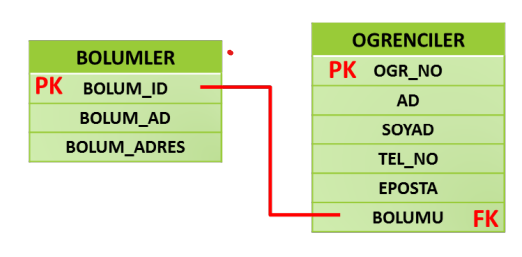 BOLUMLER
PK BOLUM_ID
BOLUM_AD
BOLUM_ADRES
OGRENCILER
PK OGR_NO
AD
SOYAD
TEL_NO
EPOSTA
BOLUMU FK